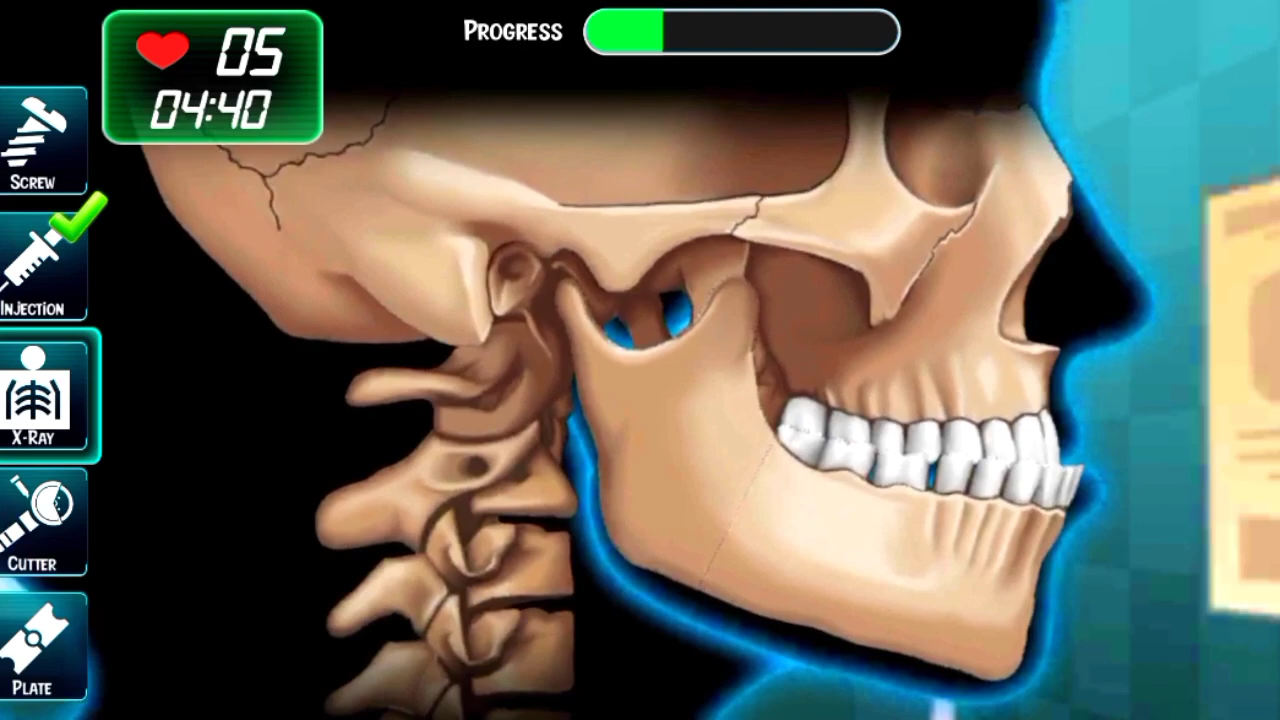 PROGRESS
05
04:40
SCREW
INJECTION
X-RAY
CUTTER
PLATE